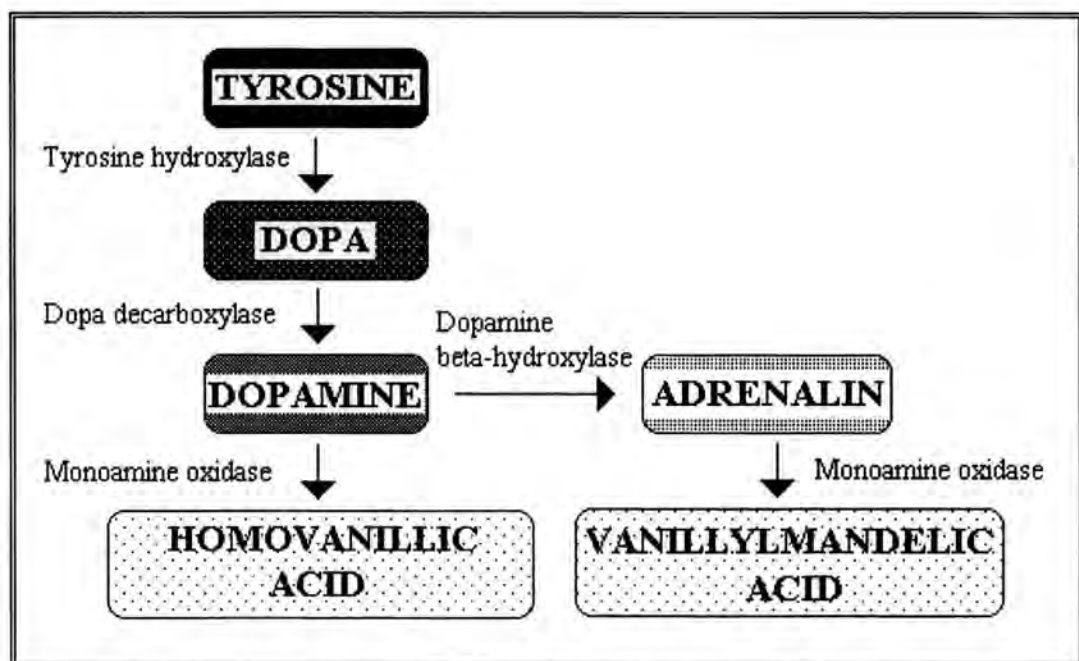 TYROSINE
Tyrosine hydroxylase
DOPA
Dopa decarboxylase
Dopamine
beta-hydroxylase
DOPAMINE
ADRENALIN
Monoamine oxidase
Monoamine oxidase
HOMOVANILLIC
ACID
VANILLYLMANDELIC
ACID